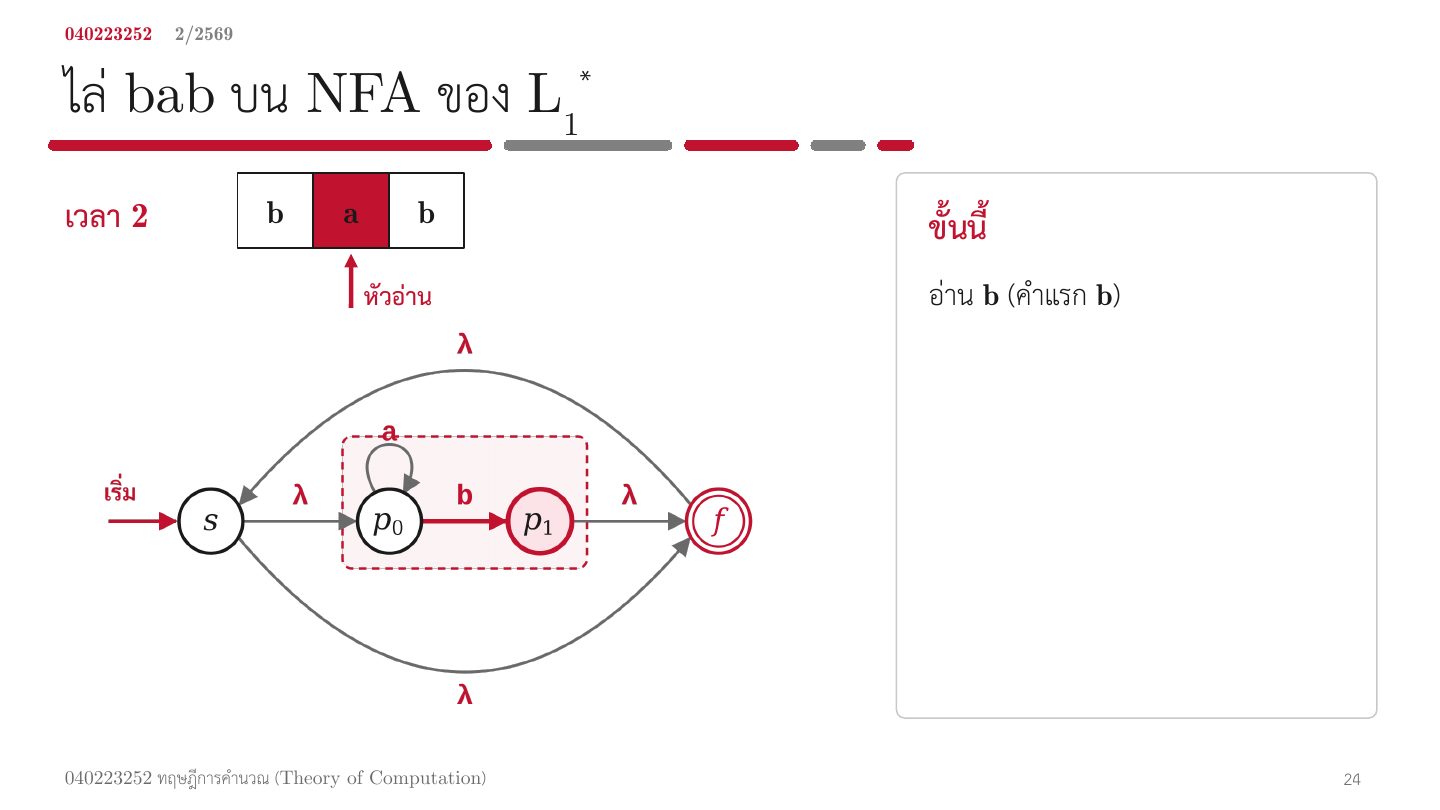 040223252 2/2569
ไล่ bab บน NFA ของ L₁*
เวลา 2
b a b
หัวอ่าน
ขั้นนี้
อ่าน b (คำแรก b)
λ
a
เริ่ม
λ b λ
s p₀ p₁ f
λ
040223252 ทฤษฎีการคำนวณ (Theory of Computation)
24